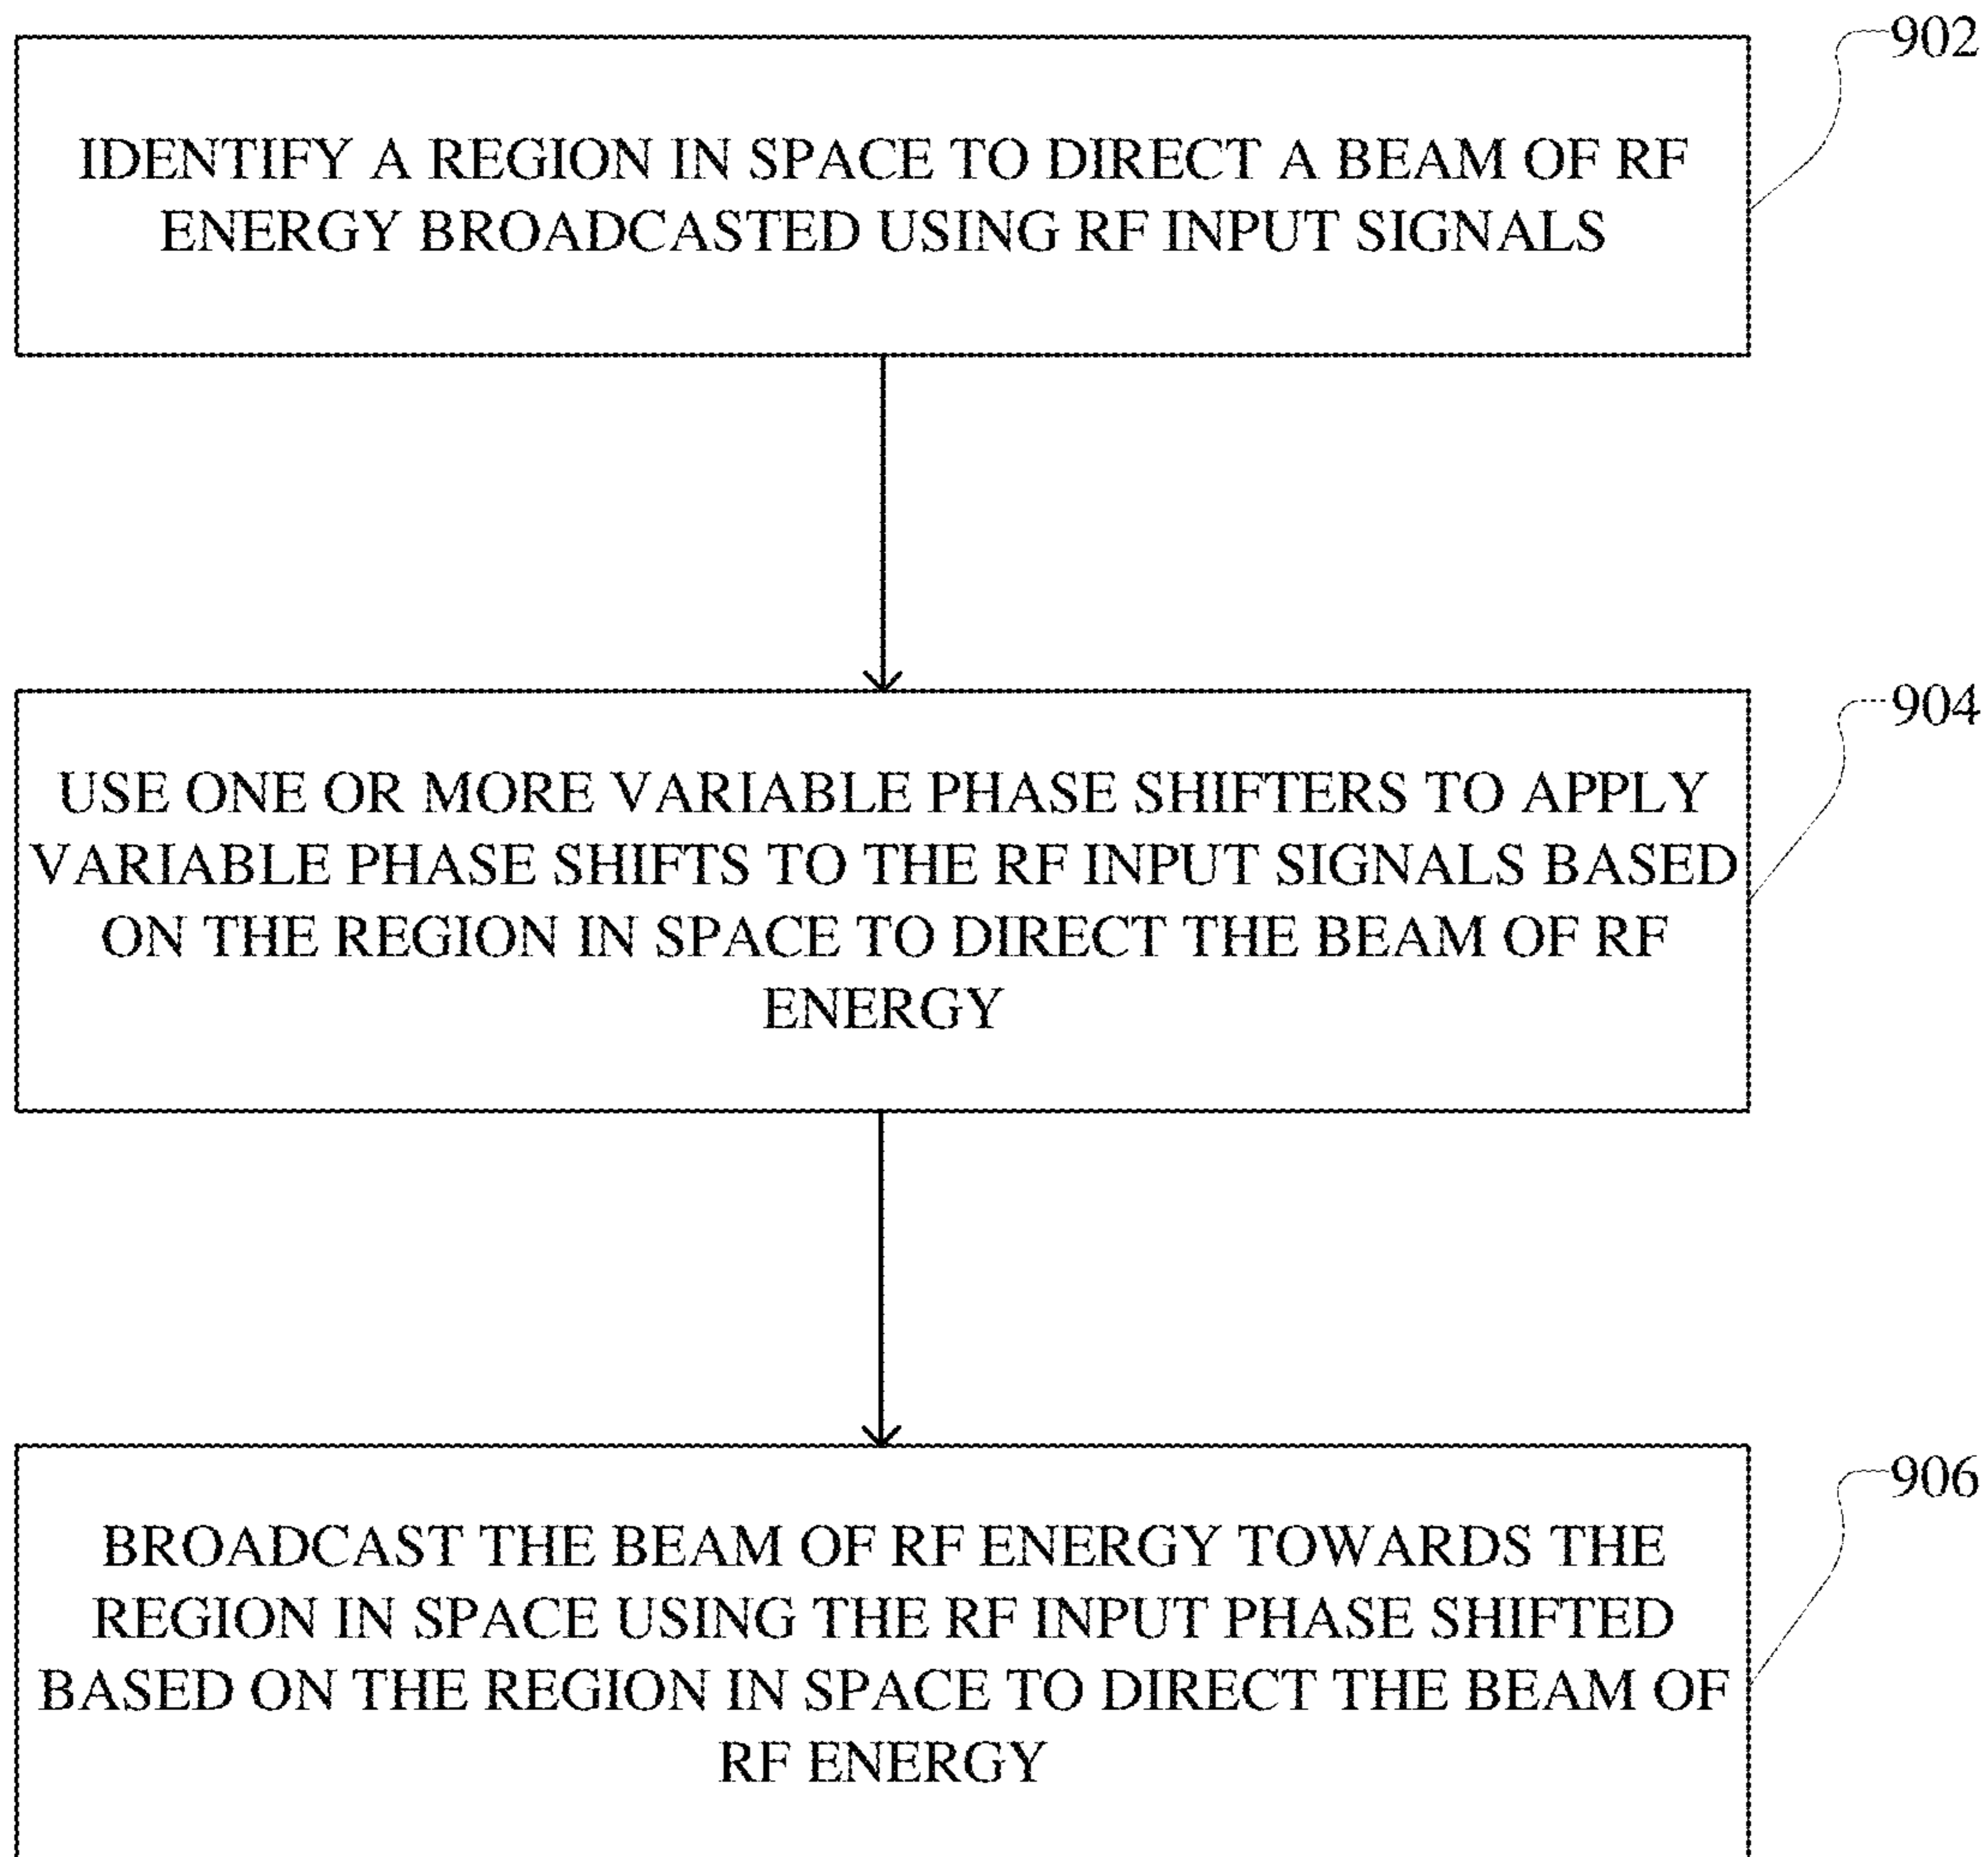 902
IDENTIFY A REGION IN SPACE TO DIRECT A BEAM OF RF
ENERGY BROADCASTED USING RF INPUT SIGNALS
904
USE ONE OR MORE VARIABLE PHASE SHIFTERS TO APPLY
VARIABLE PHASE SHIFTS TO THE RF INPUT SIGNALS BASED
ON THE REGION IN SPACE TO DIRECT THE BEAM OF RF
ENERGY
906
BROADCAST THE BEAM OF RF ENERGY TOWARDS THE
REGION IN SPACE USING THE RF INPUT PHASE SHIFTED
BASED ON THE REGION IN SPACE TO DIRECT THE BEAM OF
RF ENERGY